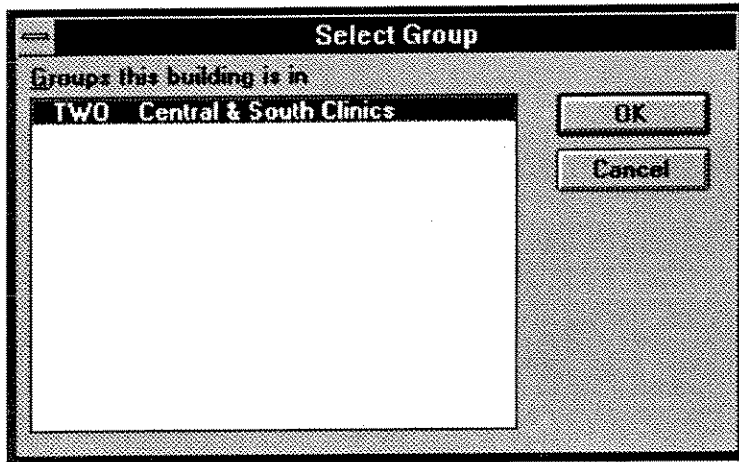 Select Group
Groups this building is in
TWO Central & South Clinics
OK
Cancel